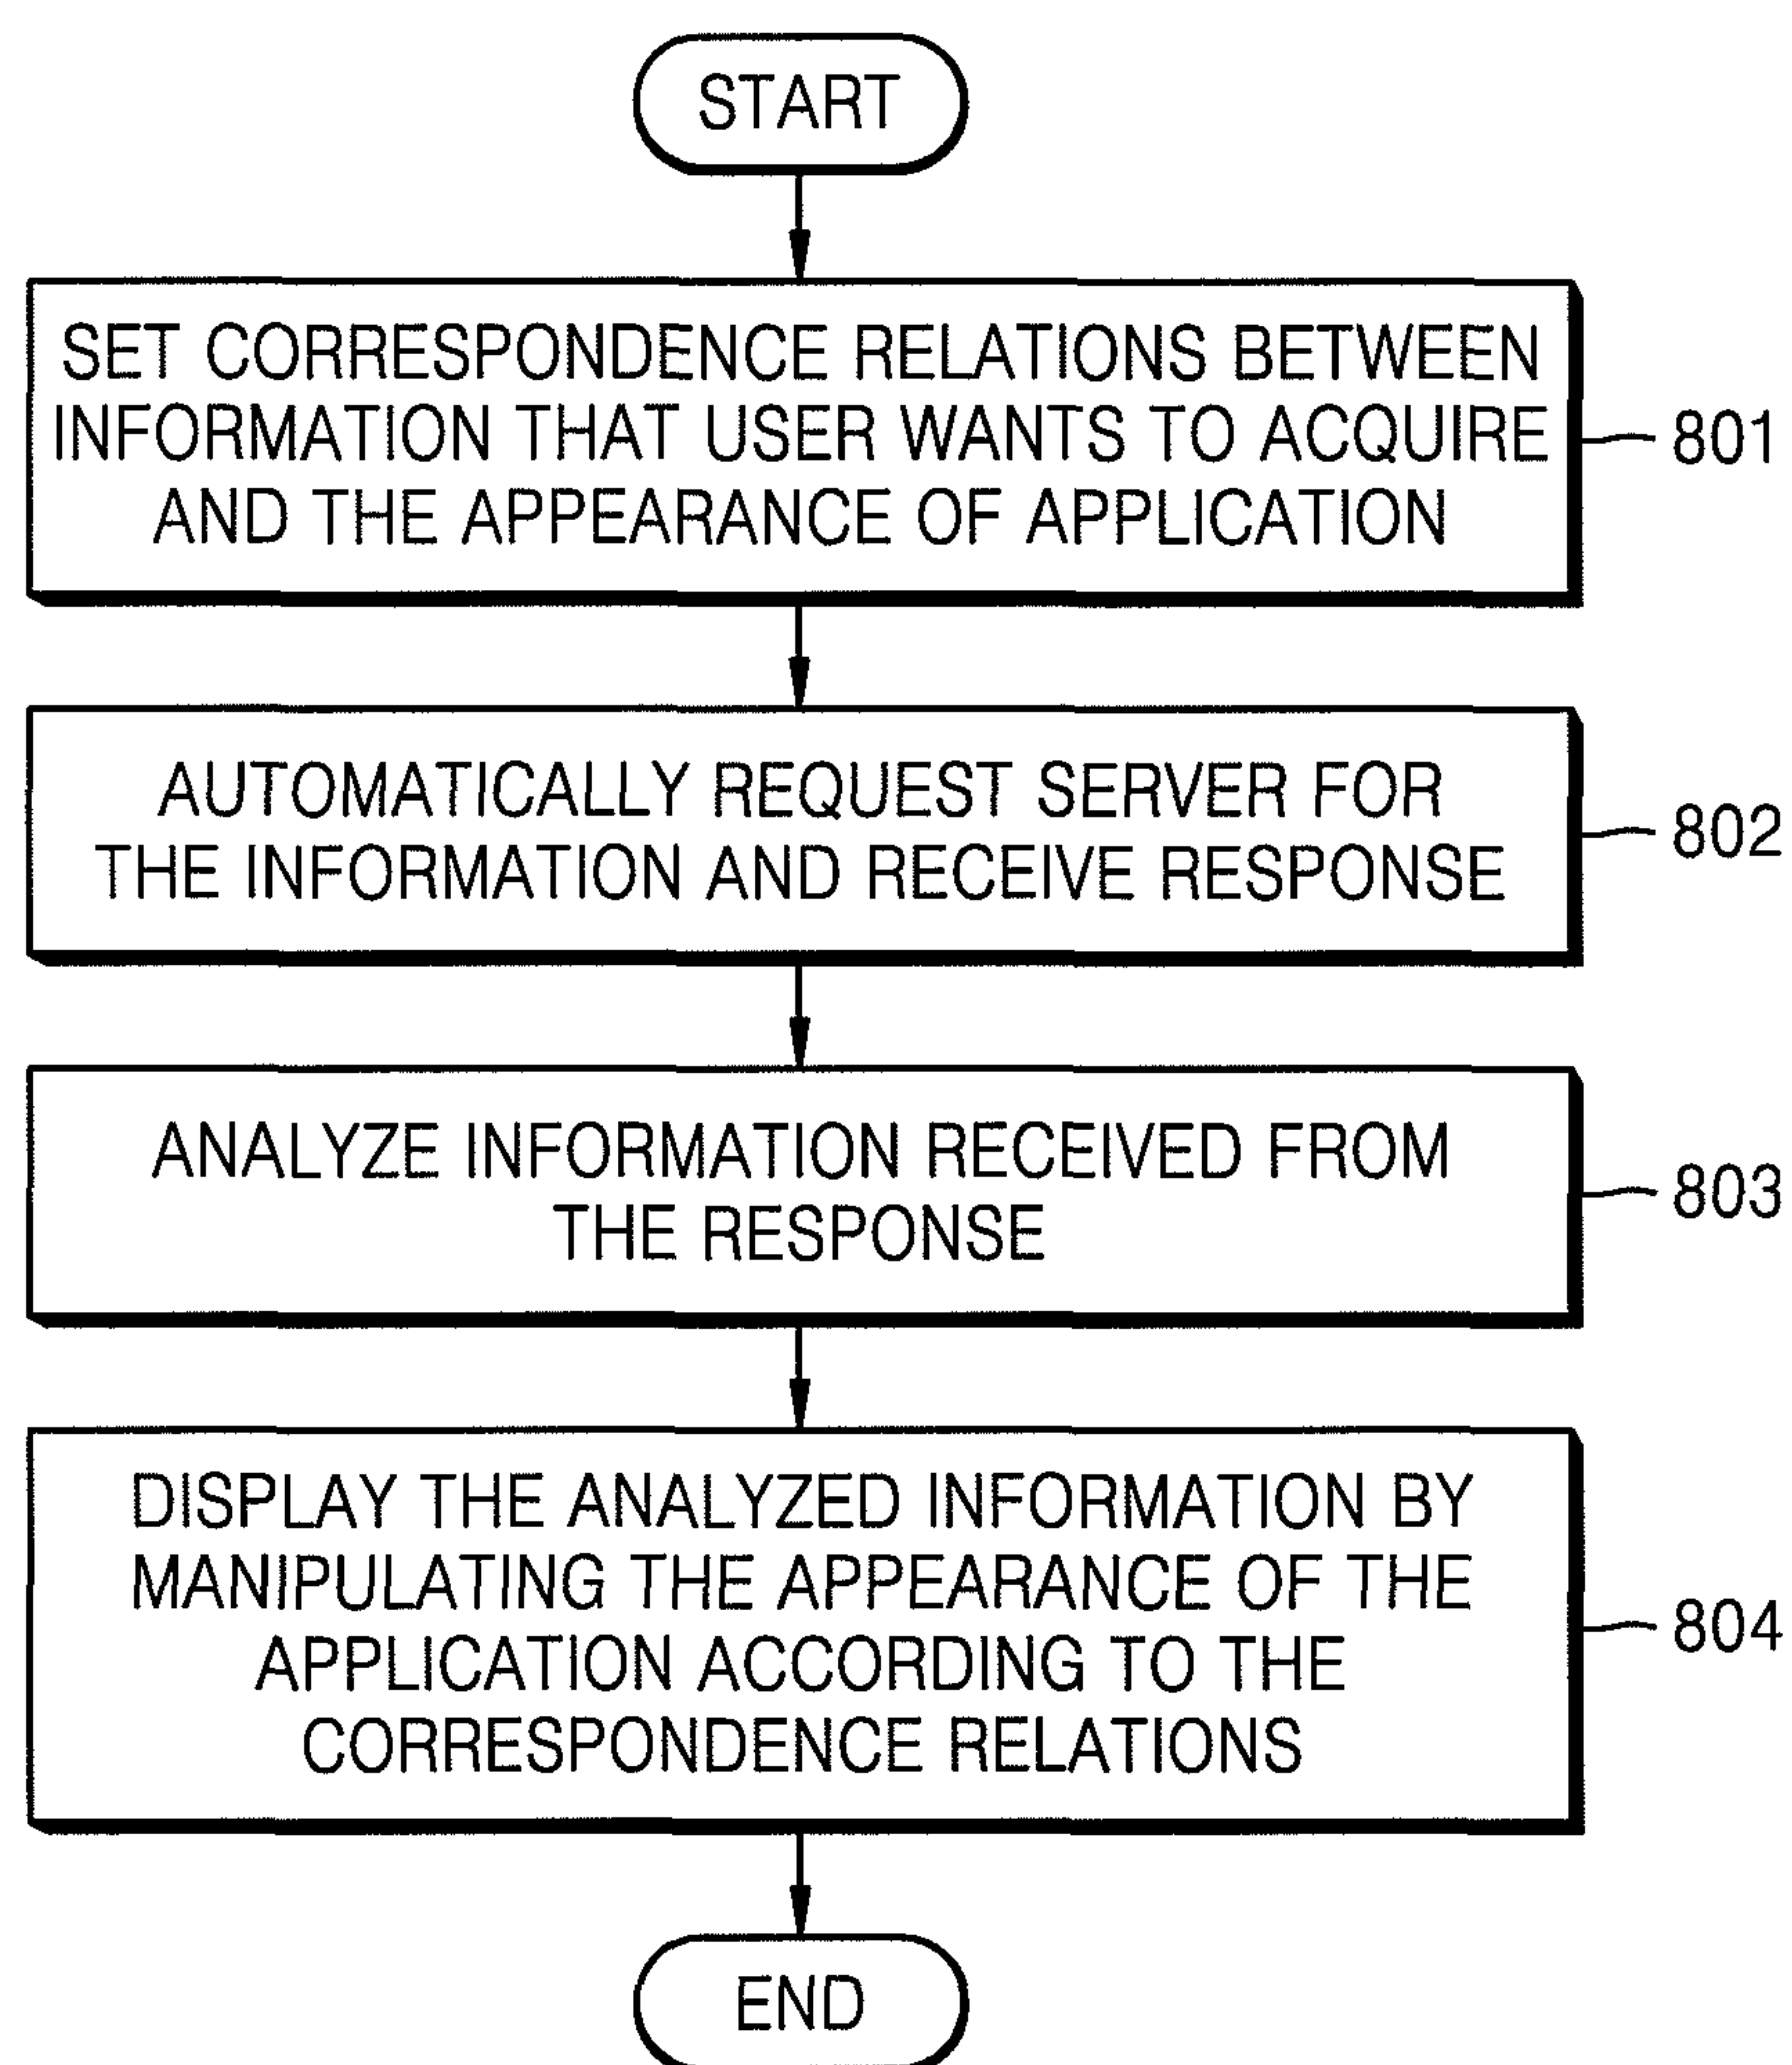 START
SET CORRESPONDENCE RELATIONS BETWEEN
INFORMATION THAT USER WANTS TO ACQUIRE
AND THE APPEARANCE OF APPLICATION
801
AUTOMATICALLY REQUEST SERVER FOR
THE INFORMATION AND RECEIVE RESPONSE
802
ANALYZE INFORMATION RECEIVED FROM
THE RESPONSE
803
DISPLAY THE ANALYZED INFORMATION BY
MANIPULATING THE APPEARANCE OF THE
APPLICATION ACCORDING TO THE
CORRESPONDENCE RELATIONS
804
END